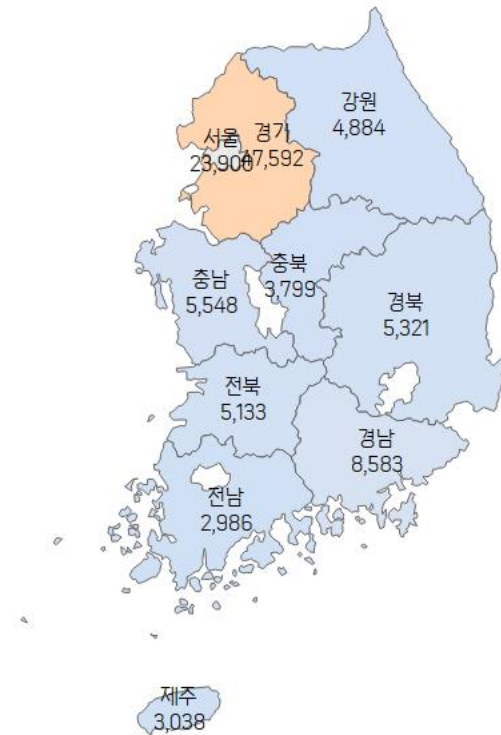 강원
4,884
서울
23,900
경기
47,592
충북
3,799
충남
5,548
경북
5,321
전북
5,133
경남
8,583
전남
2,986
제주
3,038